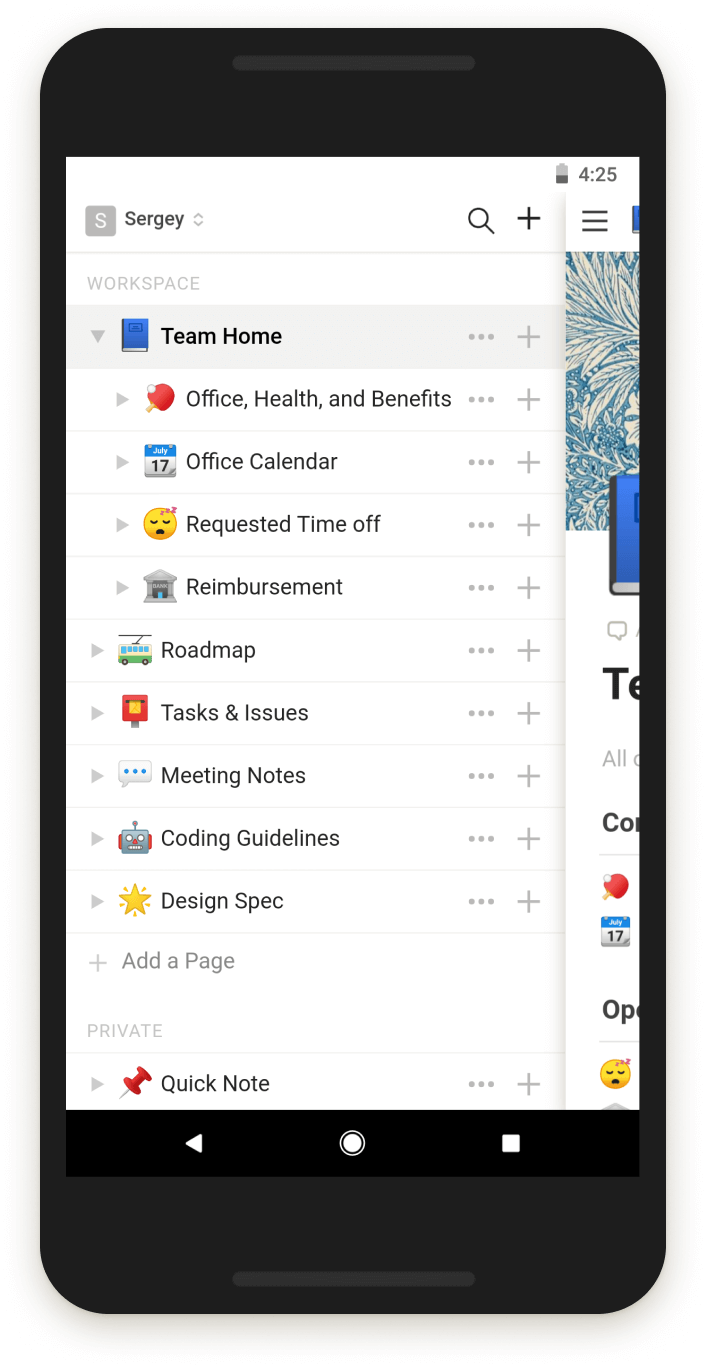 4:25
S Sergey
WORKSPACE
Team Home
Office, Health, and Benefits
July 17 Office Calendar
Requested Time off
BANK Reimbursement
Roadmap
Tasks & Issues
Meeting Notes
Coding Guidelines
Design Spec
Add a Page
PRIVATE
Quick Note
Te
All
Co
July
17
Op